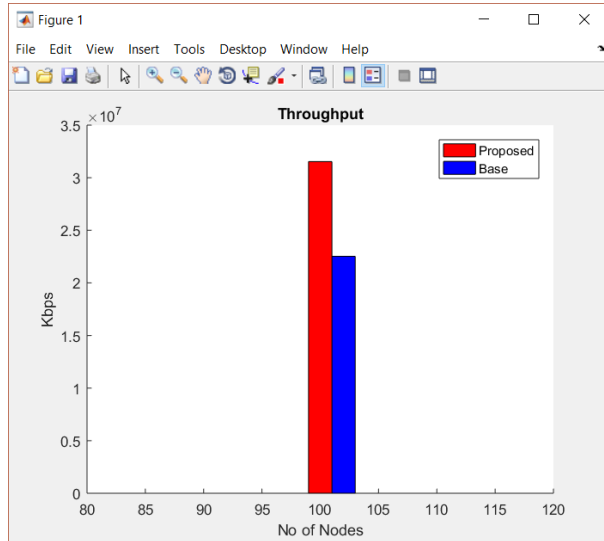 Figure 1
File Edit View Insert Tools Desktop Window Help
Throughput
×10^7
3.5
3
2.5
2
1.5
1
0.5
0
Kbps
Proposed
Base
80 85 90 95 100 105 110 115 120
No of Nodes